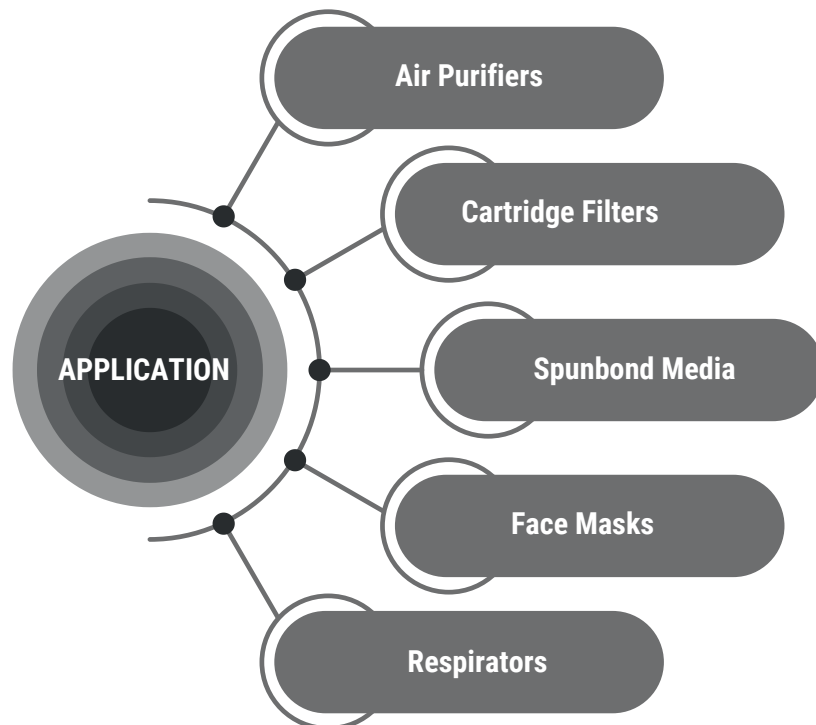 Air Purifiers
Cartridge Filters
APPLICATION
Spunbond Media
Face Masks
Respirators